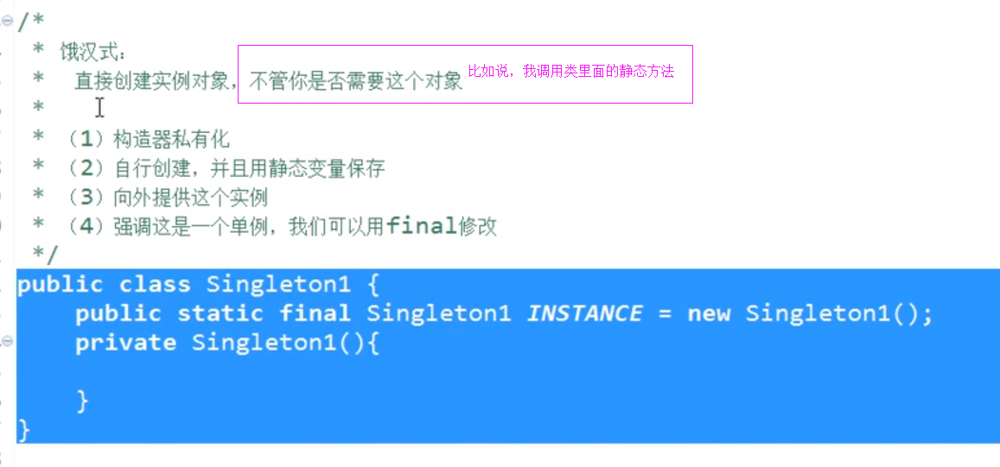 /*
 * 饿汉式:
 *  直接创建实例对象,不管你是否需要这个对象 比如说，我调用类里面的静态方法
 *
 * （1）构造器私有化
 * （2）自行创建，并且用静态变量保存
 * （3）向外提供这个实例
 * （4）强调这是一个单例，我们可以用final修改
 */
public class Singleton1 {
    public static final Singleton1 INSTANCE = new Singleton1();
    private Singleton1(){
    }
}